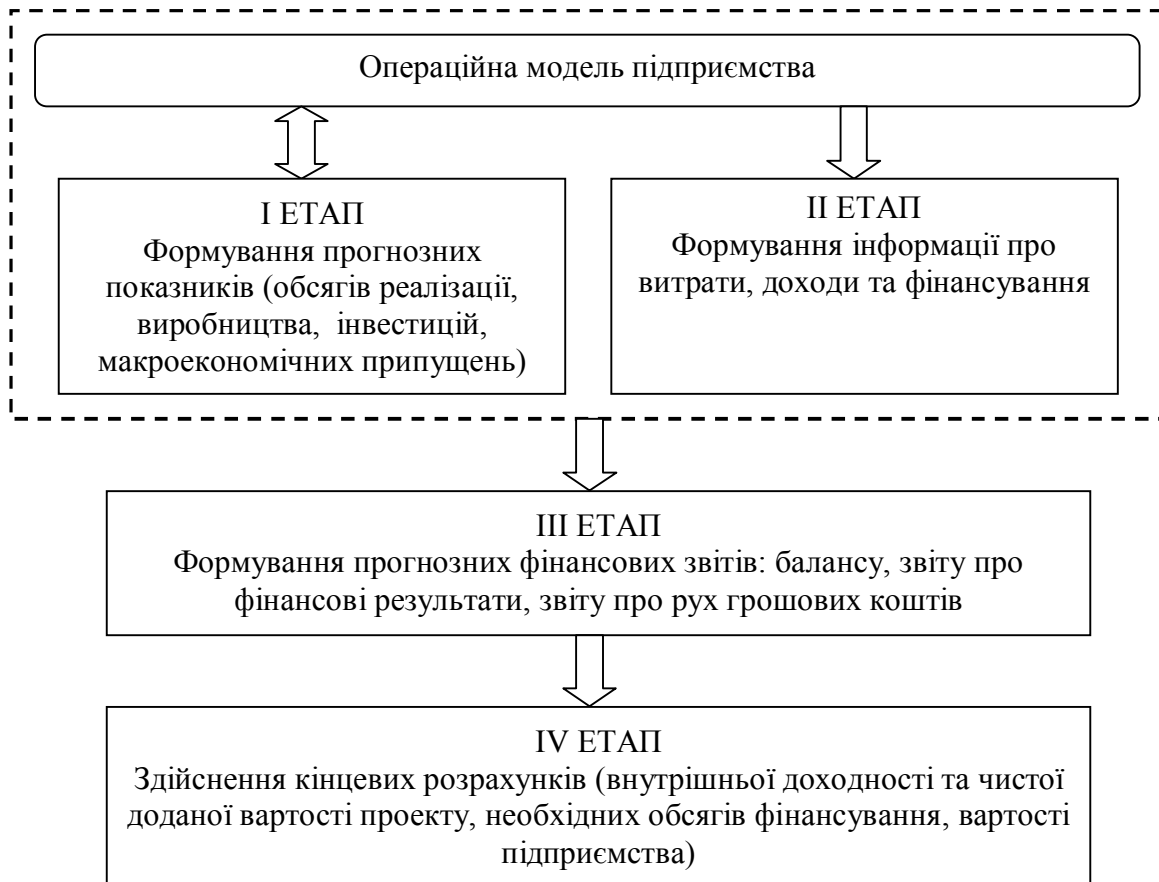 Операційна модель підприємства
І ЕТАП
Формування прогнозних
показників (обсягів реалізації,
виробництва, інвестицій,
макроекономічних припущень)
ІІ ЕТАП
Формування інформації про
витрати, доходи та фінансування
ІІІ ЕТАП
Формування прогнозних фінансових звітів: балансу, звіту про
фінансові результати, звіту про рух грошових коштів
IV ЕТАП
Здійснення кінцевих розрахунків (внутрішньої доходності та чистої
доданої вартості проекту, необхідних обсягів фінансування, вартості
підприємства)